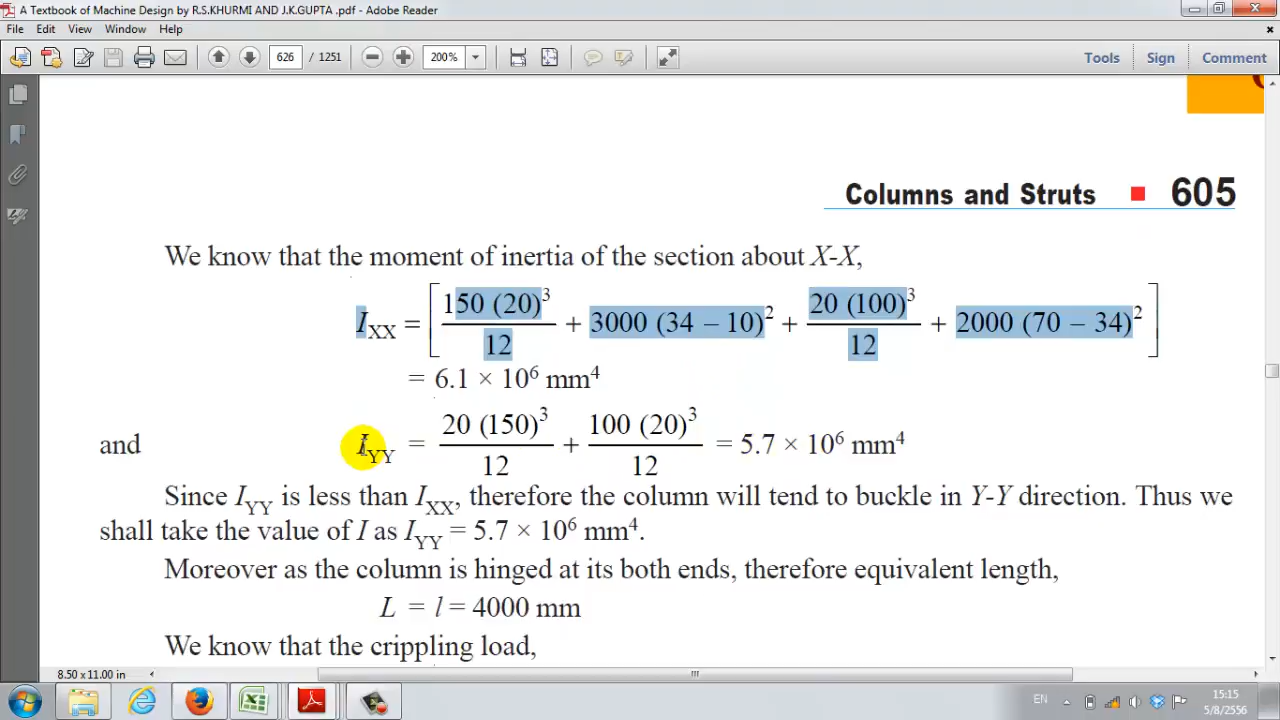 A Textbook of Machine Design by R.S.KHURMI AND J.K.GUPTA .pdf - Adobe Reader
File Edit View Window Help
626 / 1251 200% Tools Sign Comment
Columns and Struts 605
We know that the moment of inertia of the section about X-X,
I_XX = [ 150 (20)³/12 + 3000 (34 – 10)² + 20 (100)³/12 + 2000 (70 – 34)² ]
= 6.1 × 10⁶ mm⁴
and I_YY = 20 (150)³/12 + 100 (20)³/12 = 5.7 × 10⁶ mm⁴
Since I_YY is less than I_XX, therefore the column will tend to buckle in Y-Y direction. Thus we
shall take the value of I as I_YY = 5.7 × 10⁶ mm⁴.
Moreover as the column is hinged at its both ends, therefore equivalent length,
L = l = 4000 mm
We know that the crippling load,
8.50 x 11.00 in
EN 15:15
5/8/2556